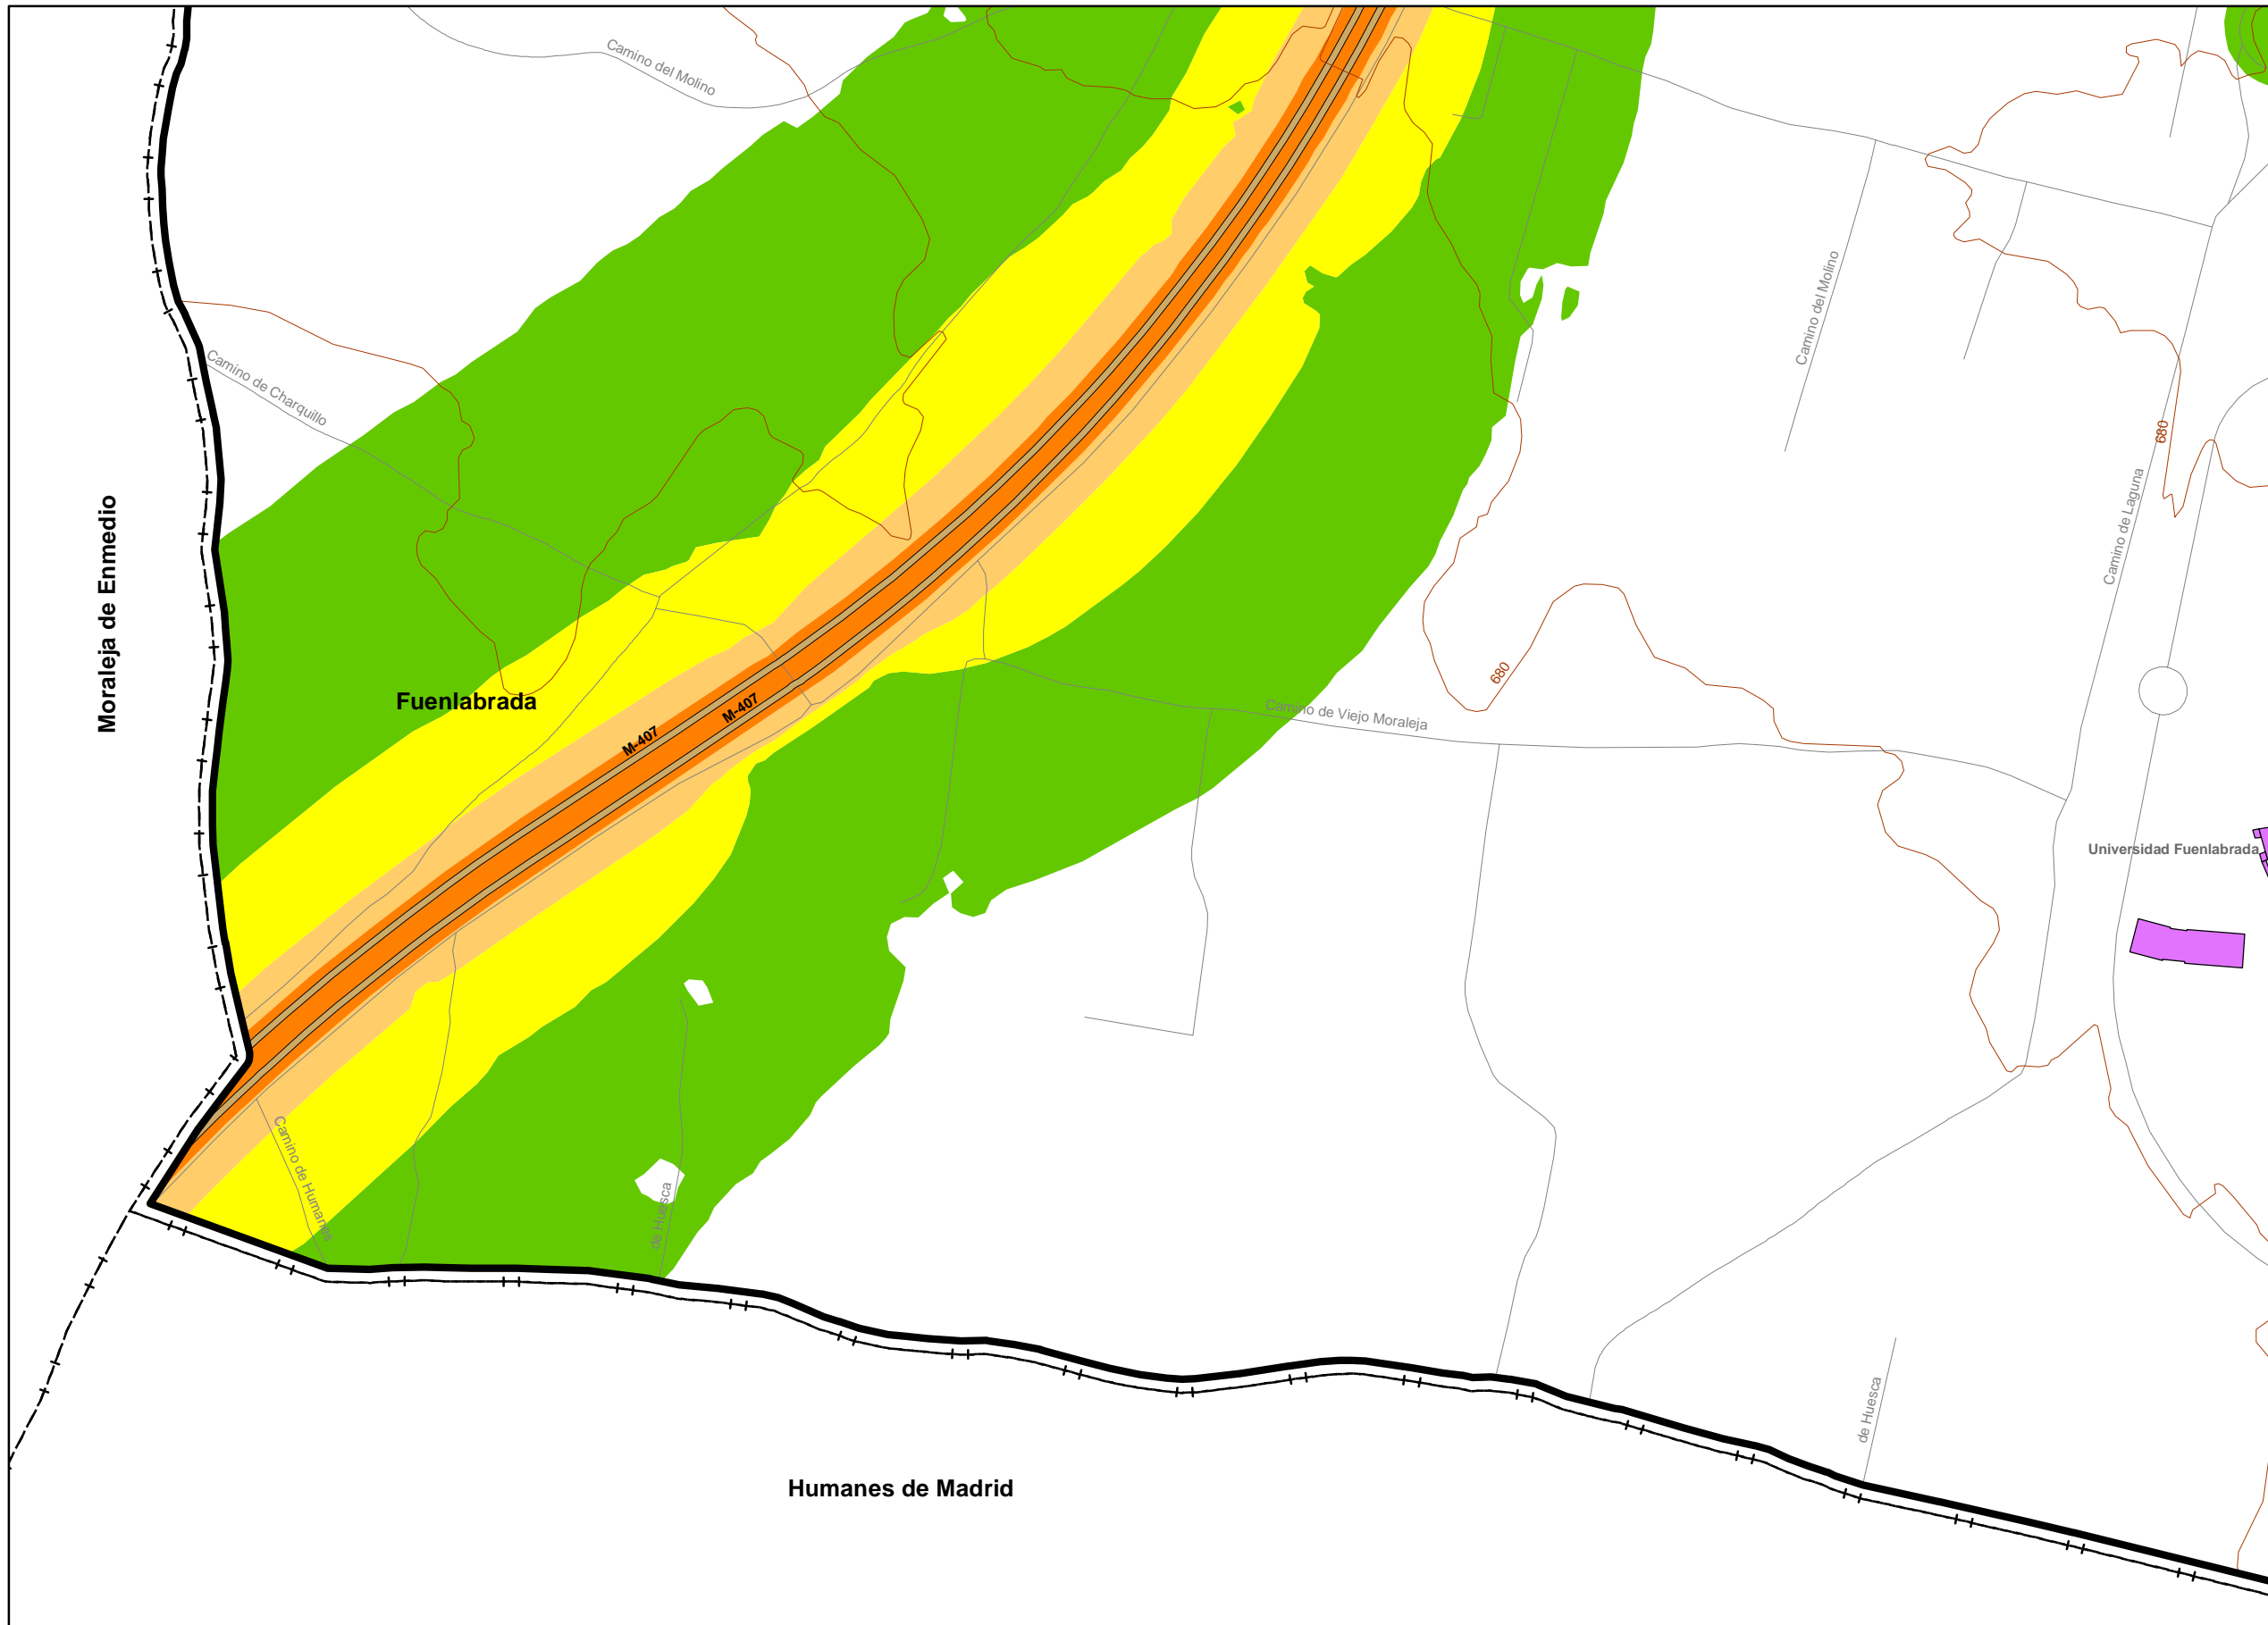 Camino del Molino
Camino de Charquillo
Camino del Molino
680
Camino de Laguna
Moraleja de Enmedio
Fuenlabrada
680
M-407
M-407
Camino de Viejo Moraleja
Universidad Fuenlabrada
Camino de Humanes
de Huesca
de Huesca
Humanes de Madrid